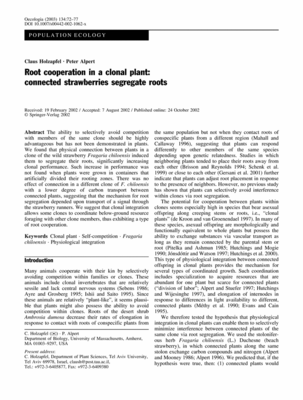 Oecologia (2003) 134:72–77
DOI 10.1007/s00442-002-1062-x
© Springer-Verlag 2002
POPULATION ECOLOGY
Claus Holzapfel · Peter Alpert
Root cooperation in a clonal plant:
connected strawberries segregate roots
Received: 19 February 2002 / Accepted: 7 August 2002 / Published online: 24 October 2002
© Springer-Verlag 2002
Abstract The ability to selectively avoid competition
with members of the same clone should be highly
advantageous but has not been demonstrated in plants.
We found that physical connection between plants in a
clone of the wild strawberry Fragaria chiloensis induced
them to segregate their roots, significantly increasing
clonal performance. Such increase in performance was
not found when plants were grown in containers that
artificially divided their rooting zones. There was no
effect of connection in a different clone of F. chiloensis
with a lower degree of carbon transport between
connected plants, suggesting that the mechanism for root
segregation depended upon transport of a signal through
the strawberry runners. We suggest that clonal integration
allows some clones to coordinate below-ground resource
foraging with other clone members, thus exhibiting a type
of root cooperation.
Keywords Clonal plant · Self-cooperation · Fragaria
chiloensis · Physiological integration
Introduction
Many animals cooperate with their kin by selectively
avoiding competition within families or clones. These
animals include clonal invertebrates that are relatively
sessile and lack central nervous systems (Sebens 1986;
Ayre and Grosberg 1995; Ishii and Saito 1995). Since
these animals are relatively "plant-like", it seems plausi-
ble that plants might also possess the ability to avoid
competition within clones. Roots of the desert shrub
Ambrosia dumosa decrease their rates of elongation in
response to contact with roots of conspecific plants from
C. Holzapfel · P. Alpert
Department of Biology, University of Massachusetts, Amherst,
MA 01003–9297, USA
Present address:
C. Holzapfel, Department of Plant Sciences, Tel Aviv University,
Tel Aviv 69978, Israel,
Tel.: +972-3-6405877, Fax: +972-3-6409380
the same population but not when they contact roots of
conspecific plants from a different region (Mahall and
Callaway 1996), suggesting that plants can respond
differently to other members of the same species
depending upon genetic relatedness. Studies in which
neighboring plants tended to place their roots away from
each other (Brisson and Reynolds 1994; Schenk et al.
1999) or close to each other (Gersani et al. 2001) further
indicate that plants can adjust root placement in response
to the presence of neighbors. However, no previous study
has shown that plants can selectively avoid interference
within clones via root segregation.
The potential for cooperation between plants within
clones seems especially high in species that bear asexual
offspring along creeping stems or roots, i.e., "clonal
plants" (de Kroon and van Groenendael 1997). In many of
these species, asexual offspring are morphologically and
functionally equivalent to whole plants but possess the
ability to exchange substances via vascular transport as
long as they remain connected by the parental stem or
root (Pitelka and Ashmun 1985; Hutchings and Mogie
1990; Jónsdóttir and Watson 1997; Hutchings et al. 2000).
This type of physiological integration between connected
offspring in clonal plants provides the mechanism for
several types of coordinated growth. Such coordination
includes specialization to acquire resources that are
abundant for one plant but scarce for connected plants
("division of labor", Alpert and Stuefer 1997; Hutchings
and Wijesinghe 1997), and elongation of internodes in
response to differences in light availability to different,
connected plants (Methy et al. 1990; Evans and Cain
1995).
We therefore tested the hypothesis that physiological
integration in clonal plants can enable them to selectively
minimize interference between connected plants of the
same clone via root segregation. We used the stolonifer-
ous herb Fragaria chiloensis (L.) Duchesne (beach
strawberry), in which connected plants along the same
stolon exchange carbon compounds and nitrogen (Alpert
and Mooney 1986; Alpert 1996). We predicted that, if the
hypothesis were true, then: (1) connected plants would